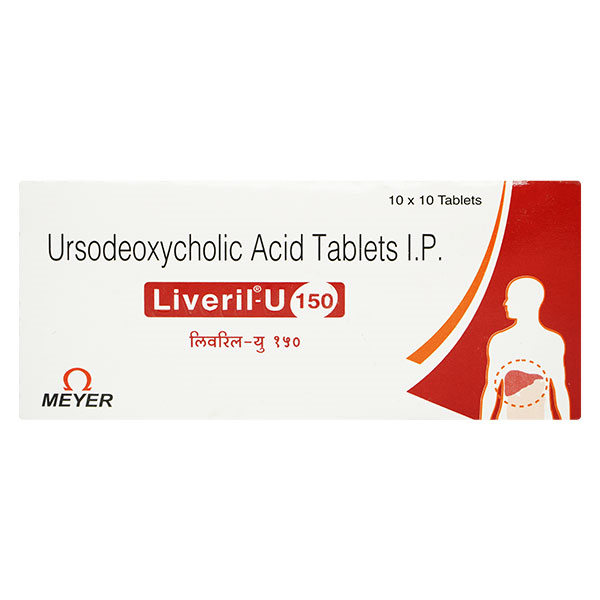 10 x 10 Tablets
Ursodeoxycholic Acid Tablets I.P.
Liveril®-U 150
लिवरिल-यु १५०
MEYER